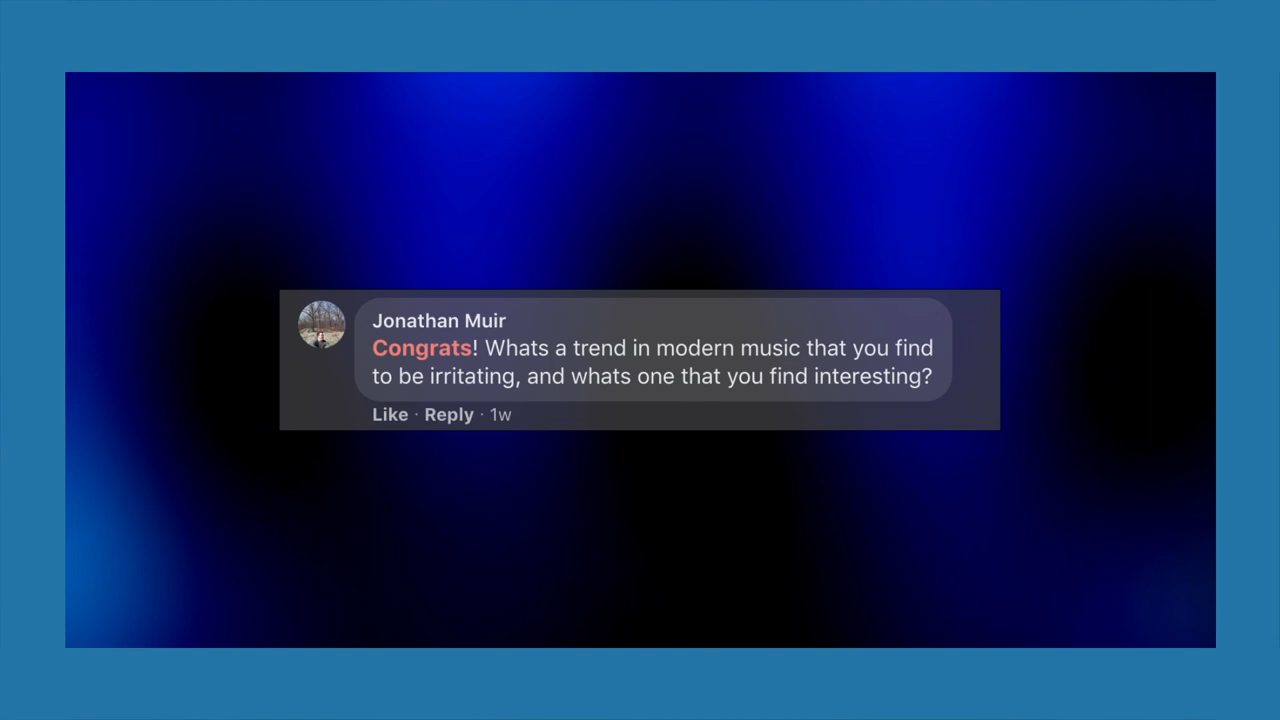 Jonathan Muir
Congrats! Whats a trend in modern music that you find
to be irritating, and whats one that you find interesting?
Like · Reply · 1w